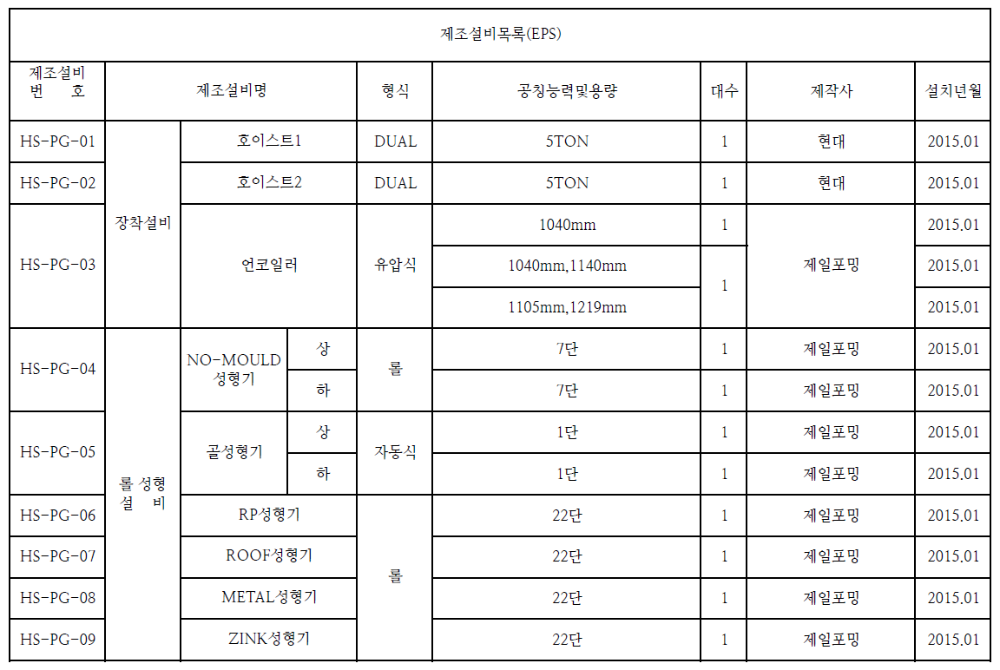 제조설비목록(EPS)
제조설비
번 호
제조설비명
형식
공칭능력및용량
대수
제작사
설치년월
HS-PG-01
장착설비
호이스트1
DUAL
5TON
1
현대
2015.01
HS-PG-02
호이스트2
DUAL
5TON
1
현대
2015.01
HS-PG-03
언코일러
유압식
1040mm
1
제일포밍
2015.01
1040mm,1140mm
1
2015.01
1105mm,1219mm
2015.01
HS-PG-04
롤 성형
설 비
NO-MOULD
성형기
상
롤
7단
1
제일포밍
2015.01
하
7단
1
제일포밍
2015.01
HS-PG-05
골성형기
상
자동식
1단
1
제일포밍
2015.01
하
1단
1
제일포밍
2015.01
HS-PG-06
RP성형기
롤
22단
1
제일포밍
2015.01
HS-PG-07
ROOF성형기
22단
1
제일포밍
2015.01
HS-PG-08
METAL성형기
22단
1
제일포밍
2015.01
HS-PG-09
ZINK성형기
22단
1
제일포밍
2015.01